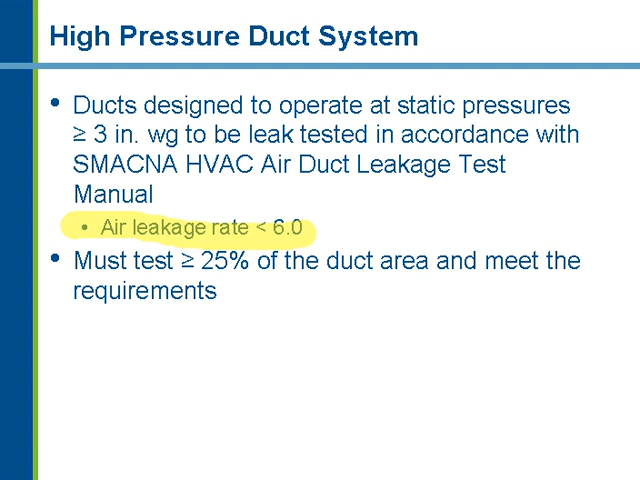 High Pressure Duct System
• Ducts designed to operate at static pressures
≥ 3 in. wg to be leak tested in accordance with
SMACNA HVAC Air Duct Leakage Test
Manual
• Air leakage rate < 6.0
• Must test ≥ 25% of the duct area and meet the
requirements